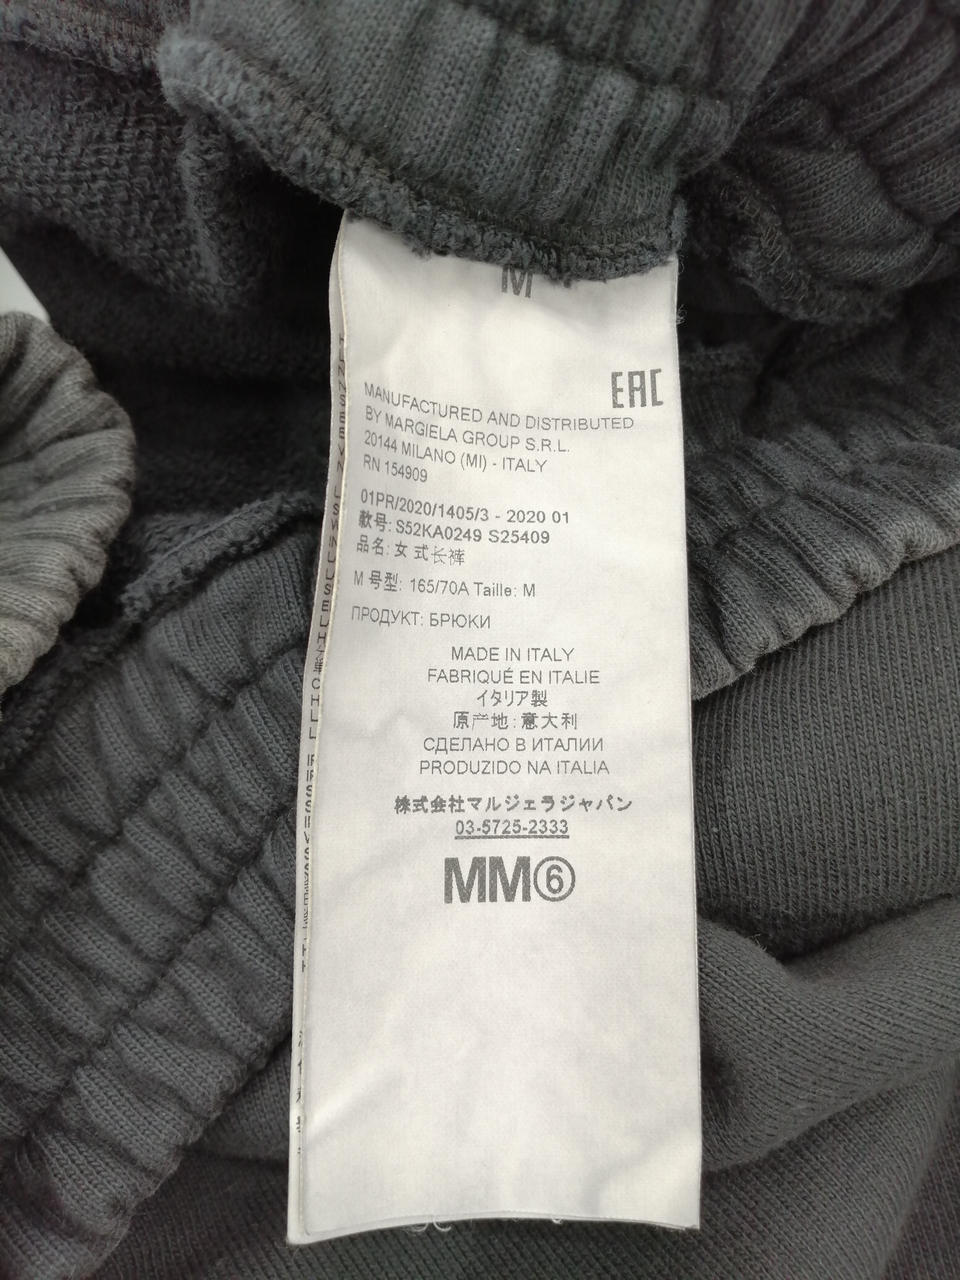 M
EAC
MANUFACTURED AND DISTRIBUTED
BY MARGIELA GROUP S.R.L.
20144 MILANO (MI) - ITALY
RN 154909
01PR/2020/1405/3 - 2020 01
款号: S52KA0249 S25409
品名: 女式长裤
M 号型: 165/70A Taille: M
ПРОДУКТ: БРЮКИ
MADE IN ITALY
FABRIQUÉ EN ITALIE
イタリア製
原产地: 意大利
СДЕЛАНО В ИТАЛИИ
PRODUZIDO NA ITALIA
株式会社マルジェラジャパン
03-5725-2333
MM⑥